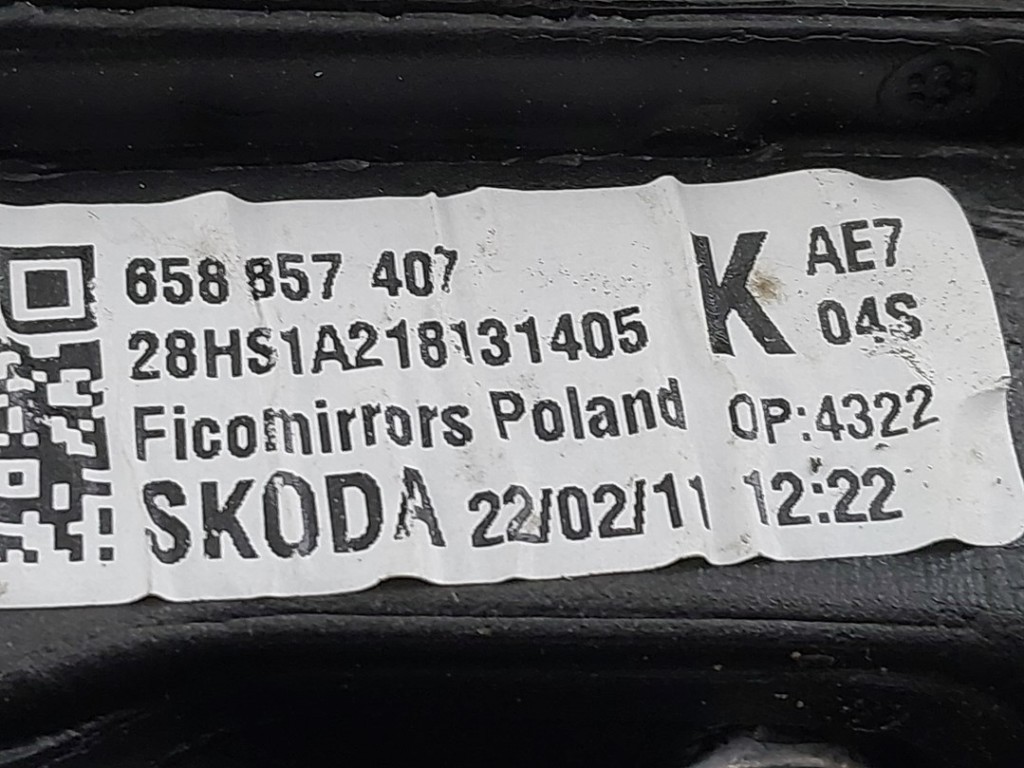 658 857 407
28HS1A218131405
Ficomirrors Poland
SKODA 22/02/11 12:22
K AE7
04S
OP:4322